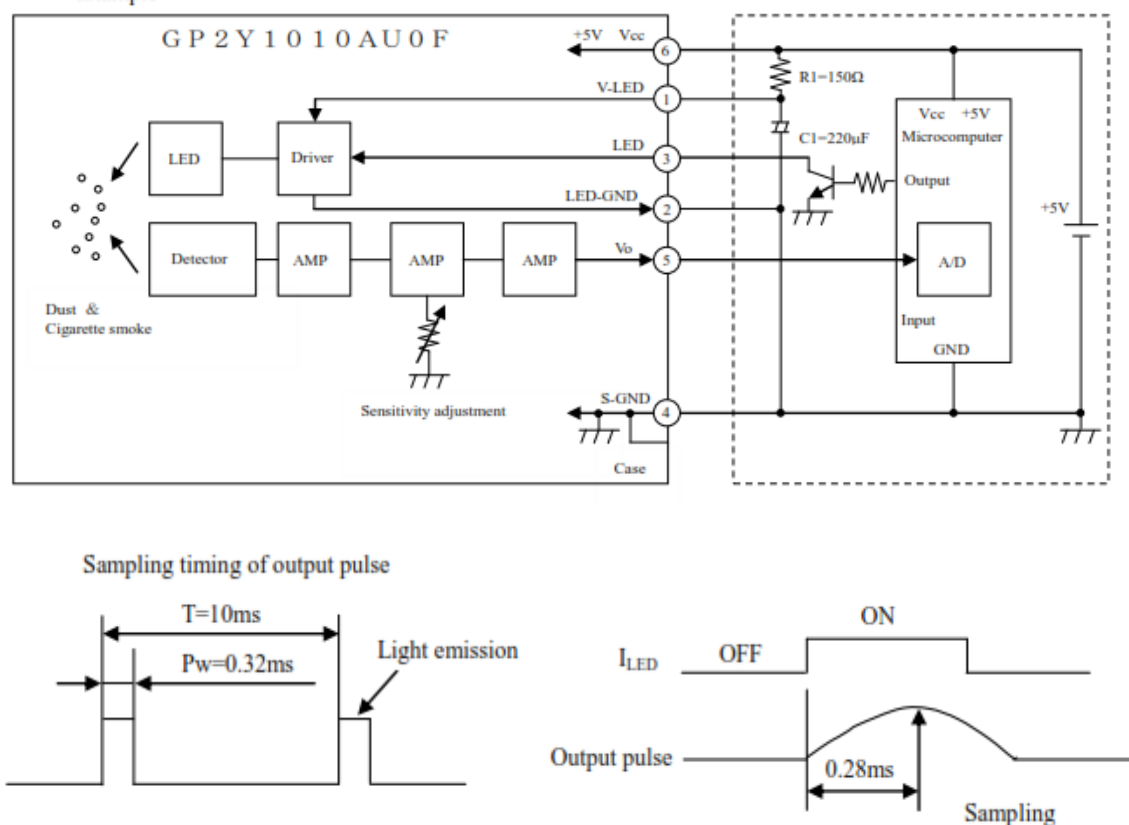 GP2Y1010AU0F
+5V Vcc
6
R1=150Ω
V-LED
1
Vcc +5V
Microcomputer
C1=220μF
LED
Driver
LED
3
Output
LED-GND
2
+5V
Detector
AMP
AMP
AMP
Vo
5
A/D
Dust &
Cigarette smoke
Input
GND
Sensitivity adjustment
S-GND
4
Case
Sampling timing of output pulse
T=10ms
Pw=0.32ms
Light emission
ILED
OFF
ON
Output pulse
0.28ms
Sampling